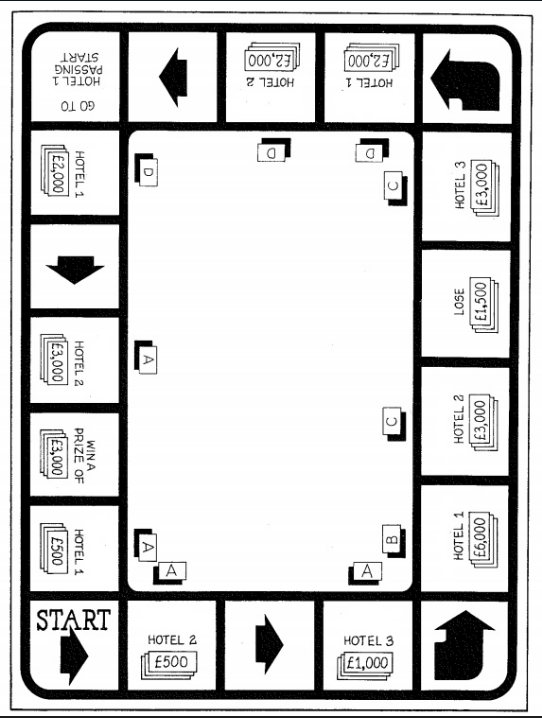 GO TO
HOTEL 1
PASSING
START
HOTEL 2
£2,000
HOTEL 1
£2,000
HOTEL 1
£2,000
D
D
D
C
HOTEL 3
£3,000
LOSE
£1,500
HOTEL 2
£3,000
A
C
HOTEL 2
£3,000
WIN A
PRIZE OF
£3,000
HOTEL 1
£500
A
A
A
B
HOTEL 1
£6,000
START
HOTEL 2
£500
HOTEL 3
£1,000